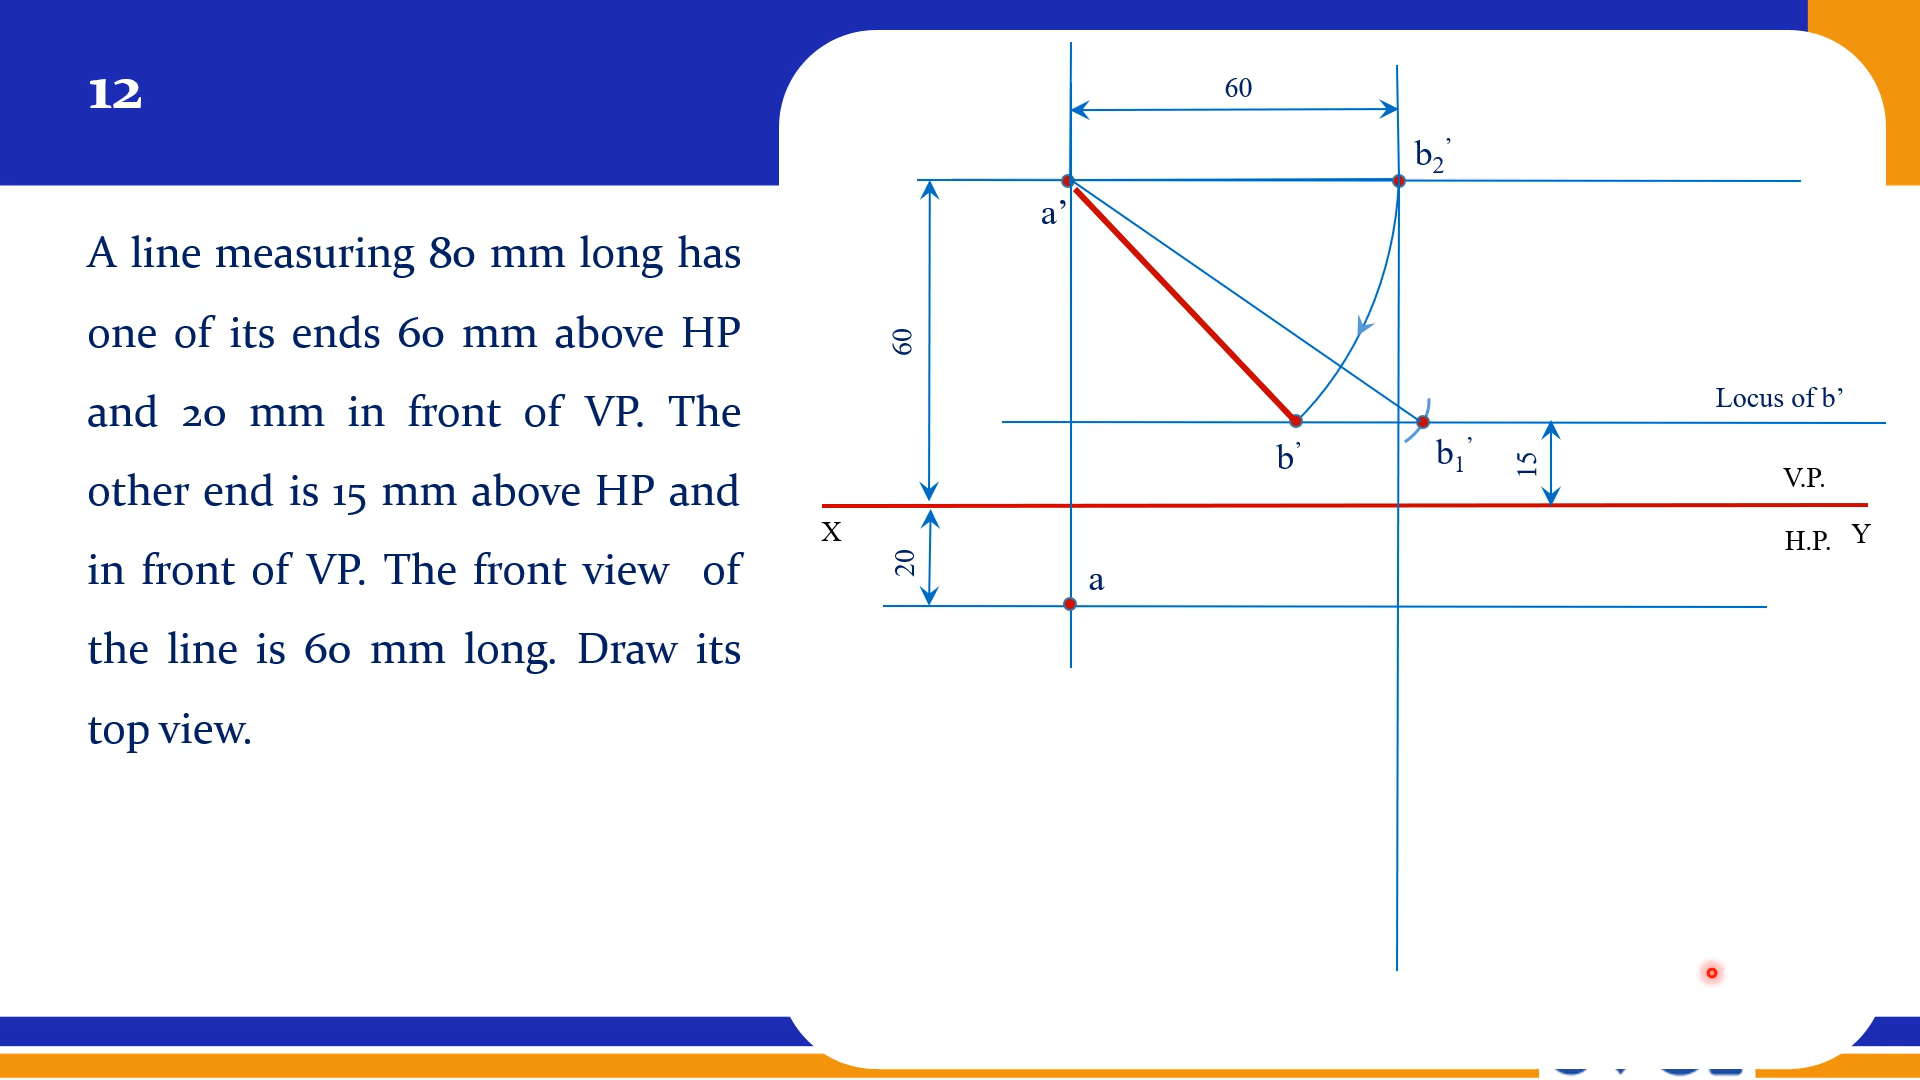 12
A line measuring 80 mm long has
one of its ends 60 mm above HP
and 20 mm in front of VP. The
other end is 15 mm above HP and
in front of VP. The front view of
the line is 60 mm long. Draw its
top view.
60
b2’
a’
60
Locus of b’
b’
b1’
15
V.P.
X
H.P.
Y
20
a